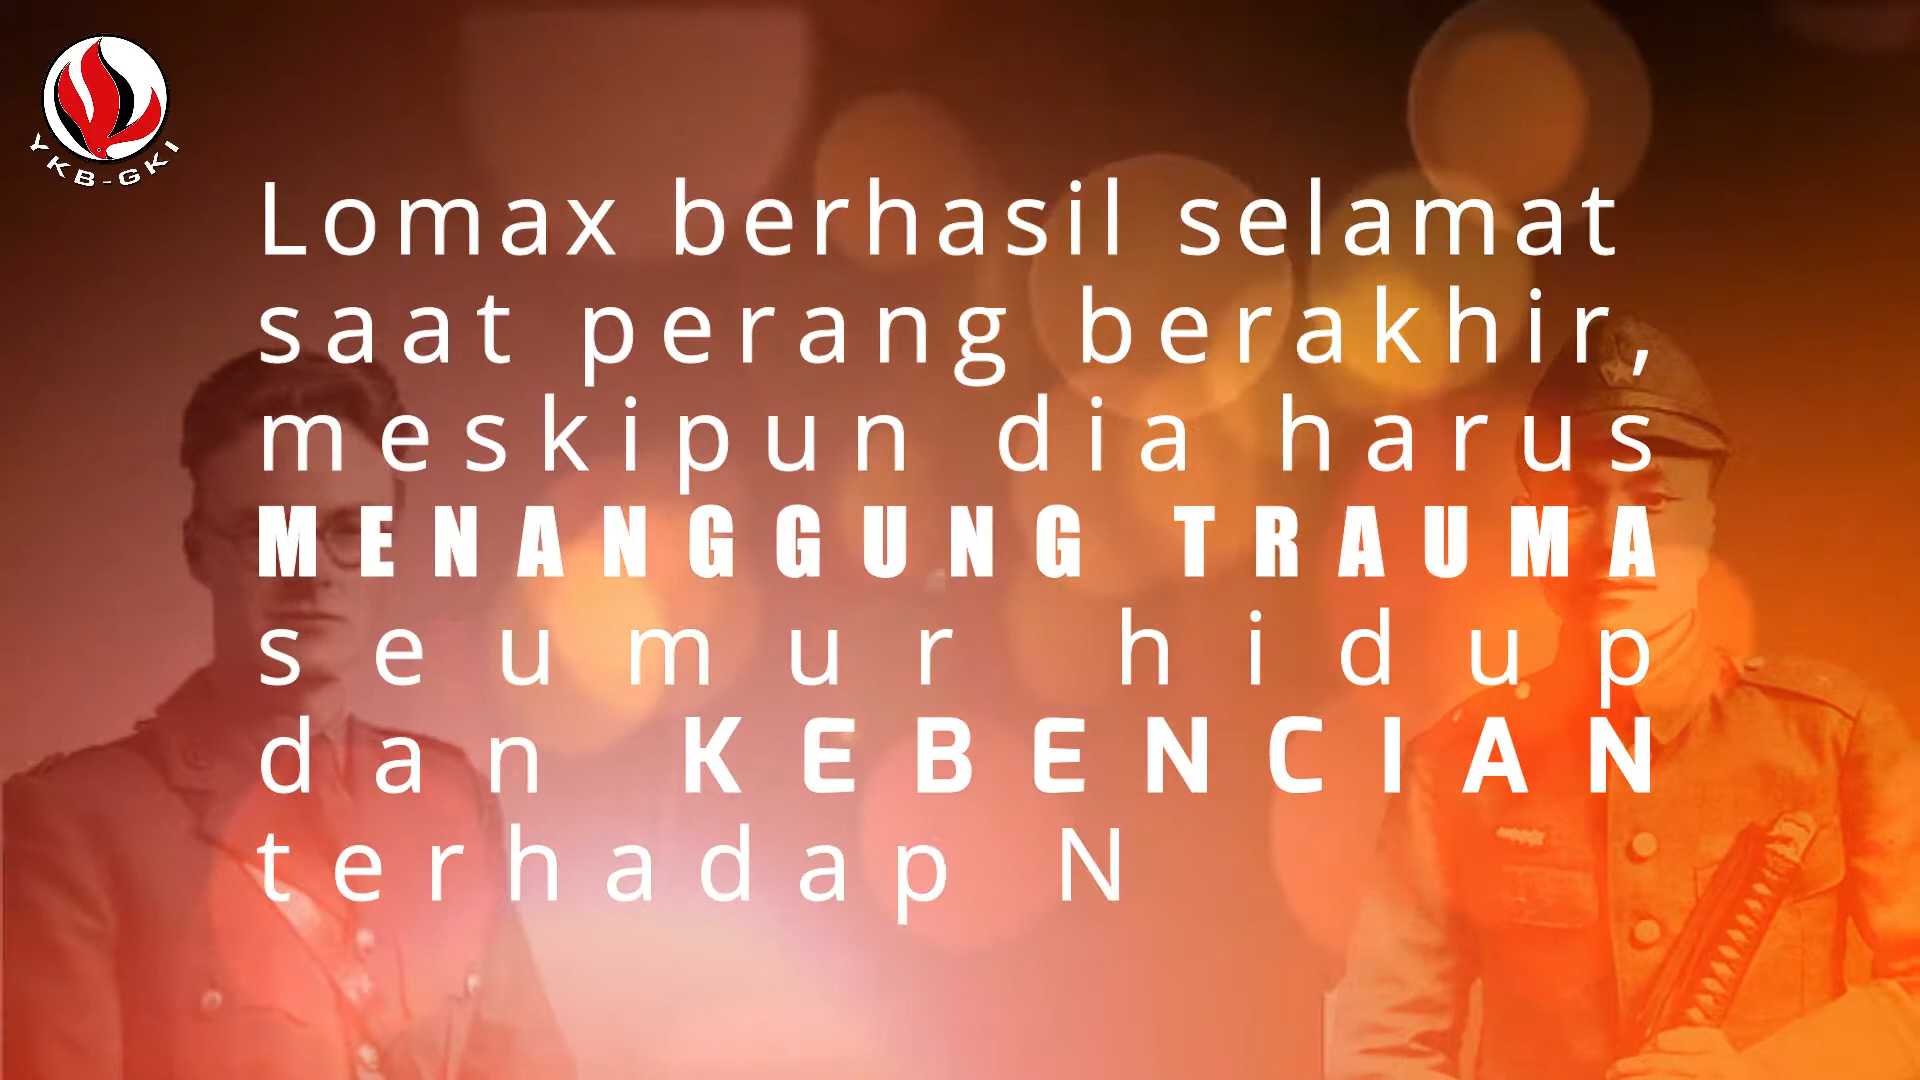 YKB-GKI
Lomax berhasil selamat
saat perang berakhir,
meskipun dia harus
MENANGGUNG TRAUMA
seumur hidup
dan KEBENCIAN
terhadap N